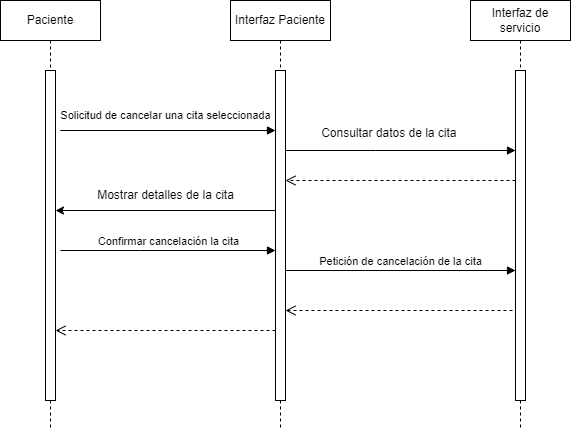 Paciente
Interfaz Paciente
Interfaz de
servicio
Solicitud de cancelar una cita seleccionada
Consultar datos de la cita
Mostrar detalles de la cita
Confirmar cancelación la cita
Petición de cancelación de la cita